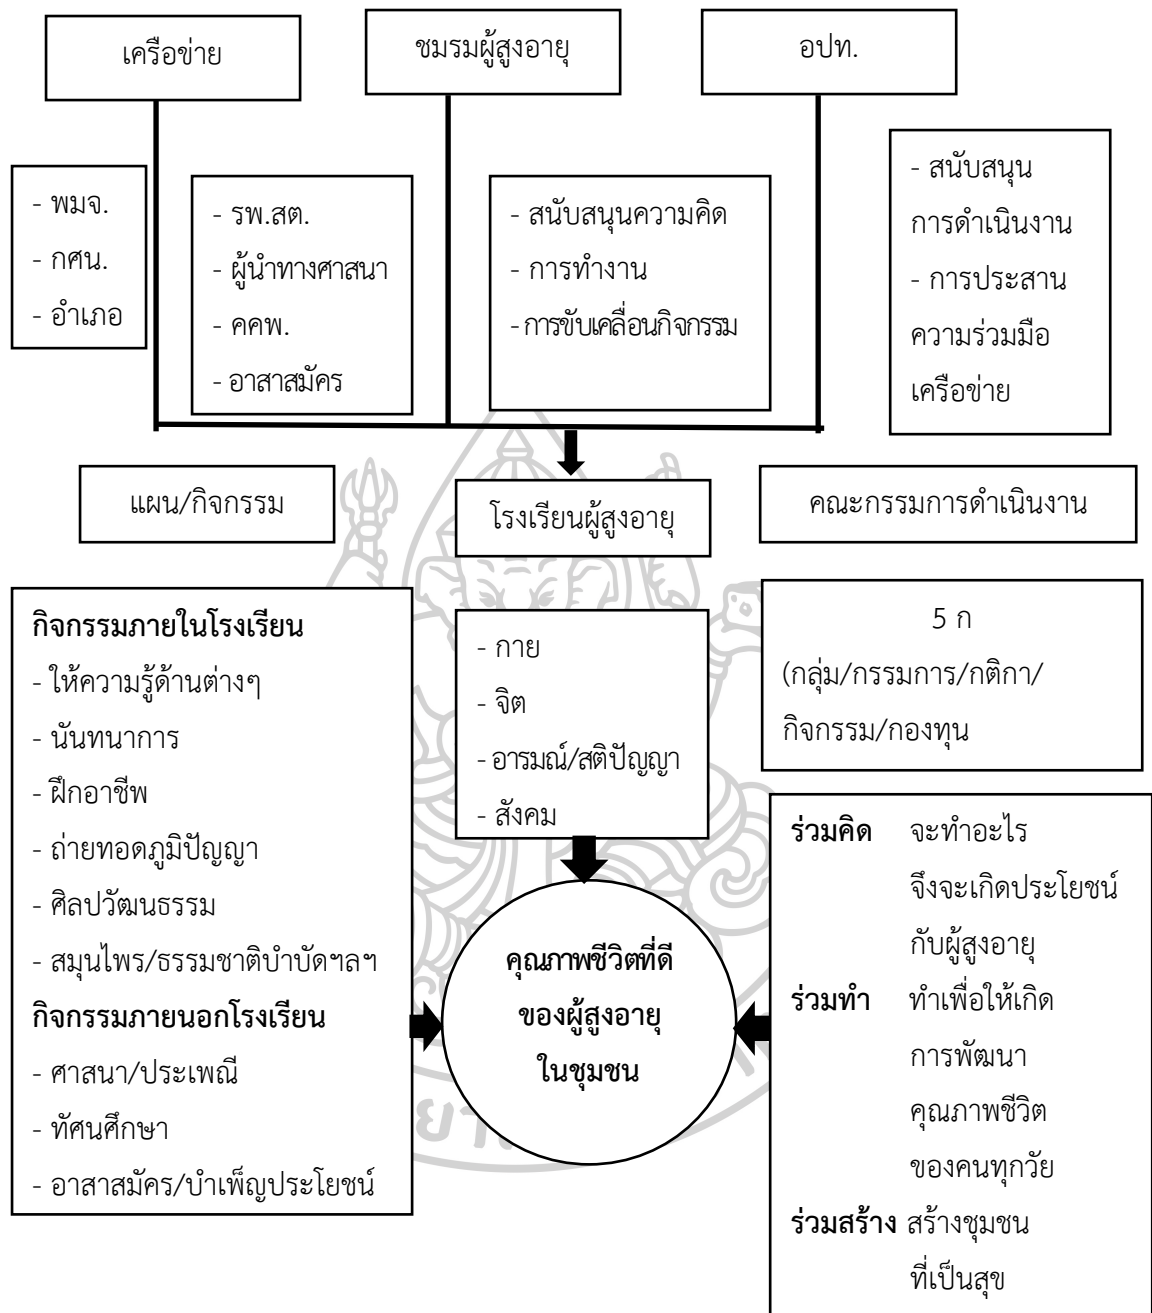 เครือข่าย
ชมรมผู้สูงอายุ
อปท.
- พมจ.
- กศน.
- อำเภอ
- รพ.สต.
- ผู้นำทางศาสนา
- คคพ.
- อาสาสมัคร
- สนับสนุนความคิด
- การทำงาน
-การขับเคลื่อนกิจกรรม
- สนับสนุน
การดำเนินงาน
- การประสาน
ความร่วมมือ
เครือข่าย
แผน/กิจกรรม
โรงเรียนผู้สูงอายุ
คณะกรรมการดำเนินงาน
กิจกรรมภายในโรงเรียน
- ให้ความรู้ด้านต่างๆ
- นันทนาการ
- ฝึกอาชีพ
- ถ่ายทอดภูมิปัญญา
- ศิลปวัฒนธรรม
- สมุนไพร/ธรรมชาติบำบัดฯลฯ
กิจกรรมภายนอกโรงเรียน
- ศาสนา/ประเพณี
- ทัศนศึกษา
- อาสาสมัคร/บำเพ็ญประโยชน์
- กาย
- จิต
- อารมณ์/สติปัญญา
- สังคม
คุณภาพชีวิตที่ดี
ของผู้สูงอายุ
ในชุมชน
5 ก
(กลุ่ม/กรรมการ/กติกา/
กิจกรรม/กองทุน
ร่วมคิด จะทำอะไร
จึงจะเกิดประโยชน์
กับผู้สูงอายุ
ร่วมทำ ทำเพื่อให้เกิด
การพัฒนา
คุณภาพชีวิต
ของคนทุกวัย
ร่วมสร้าง สร้างชุมชน
ที่เป็นสุข